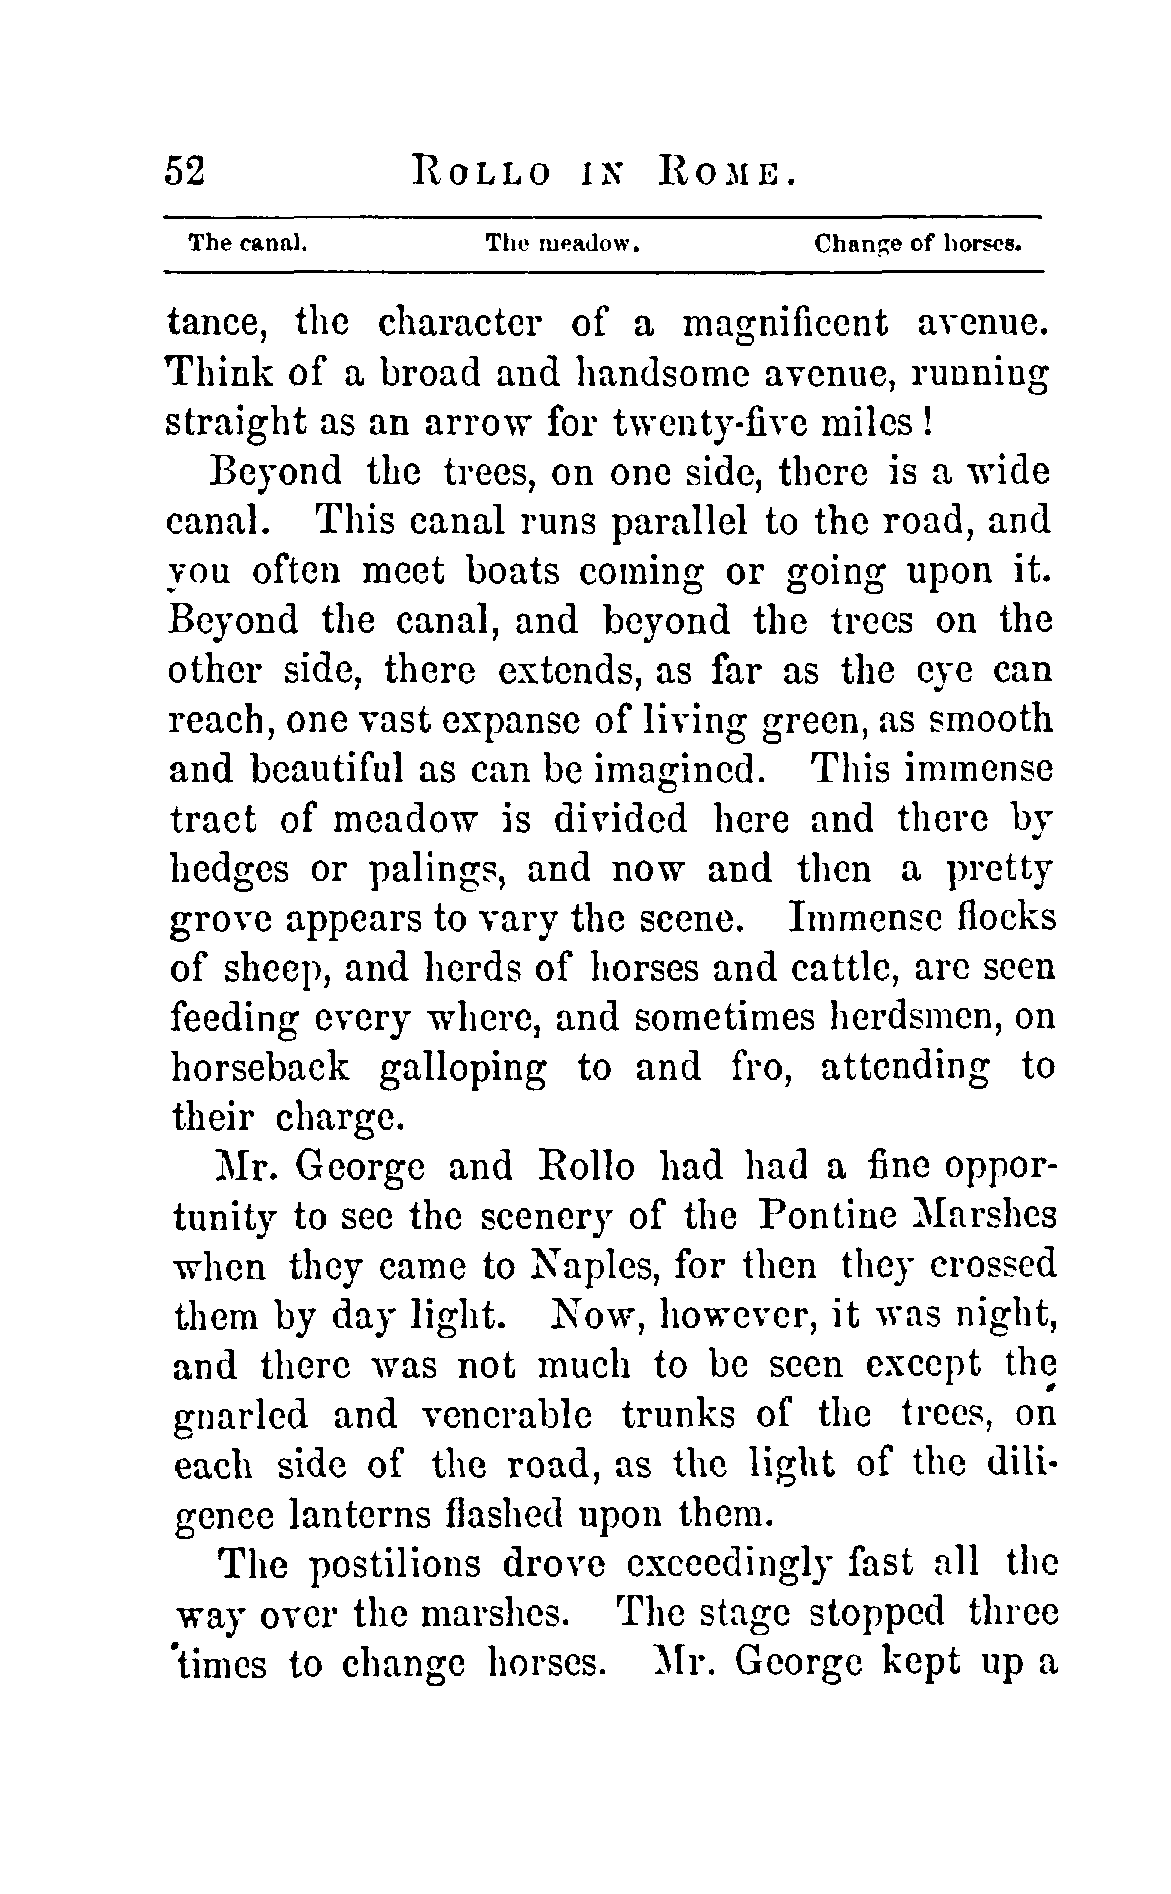 52 ROLLO IN ROME.
The canal. The meadow. Change of horses.
tance, the character of a magnificent avenue.
Think of a broad and handsome avenue, running
straight as an arrow for twenty-five miles!
Beyond the trees, on one side, there is a wide
canal. This canal runs parallel to the road, and
you often meet boats coming or going upon it.
Beyond the canal, and beyond the trees on the
other side, there extends, as far as the eye can
reach, one vast expanse of living green, as smooth
and beautiful as can be imagined. This immense
tract of meadow is divided here and there by
hedges or palings, and now and then a pretty
grove appears to vary the scene. Immense flocks
of sheep, and herds of horses and cattle, are seen
feeding every where, and sometimes herdsmen, on
horseback galloping to and fro, attending to
their charge.
Mr. George and Rollo had had a fine oppor-
tunity to see the scenery of the Pontine Marshes
when they came to Naples, for then they crossed
them by day light. Now, however, it was night,
and there was not much to be seen except the
gnarled and venerable trunks of the trees, on
each side of the road, as the light of the dili-
gence lanterns flashed upon them.
The postilions drove exceedingly fast all the
way over the marshes. The stage stopped three
times to change horses. Mr. George kept up a